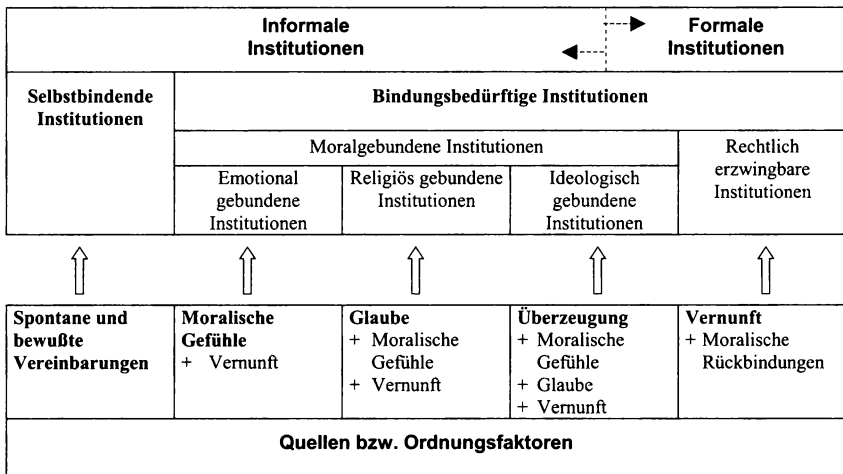 Informale
Institutionen
Formale
Institutionen
Selbstbindende
Institutionen
Bindungsbedürftige Institutionen
Moralgebundene Institutionen
Rechtlich
erzwingbare
Institutionen
Emotional
gebundene
Institutionen
Religiös gebundene
Institutionen
Ideologisch
gebundene
Institutionen
Spontane und
bewußte
Vereinbarungen
Moralische
Gefühle
+ Vernunft
Glaube
+ Moralische
Gefühle
+ Vernunft
Überzeugung
+ Moralische
Gefühle
+ Glaube
+ Vernunft
Vernunft
+ Moralische
Rückbindungen
Quellen bzw. Ordnungsfaktoren